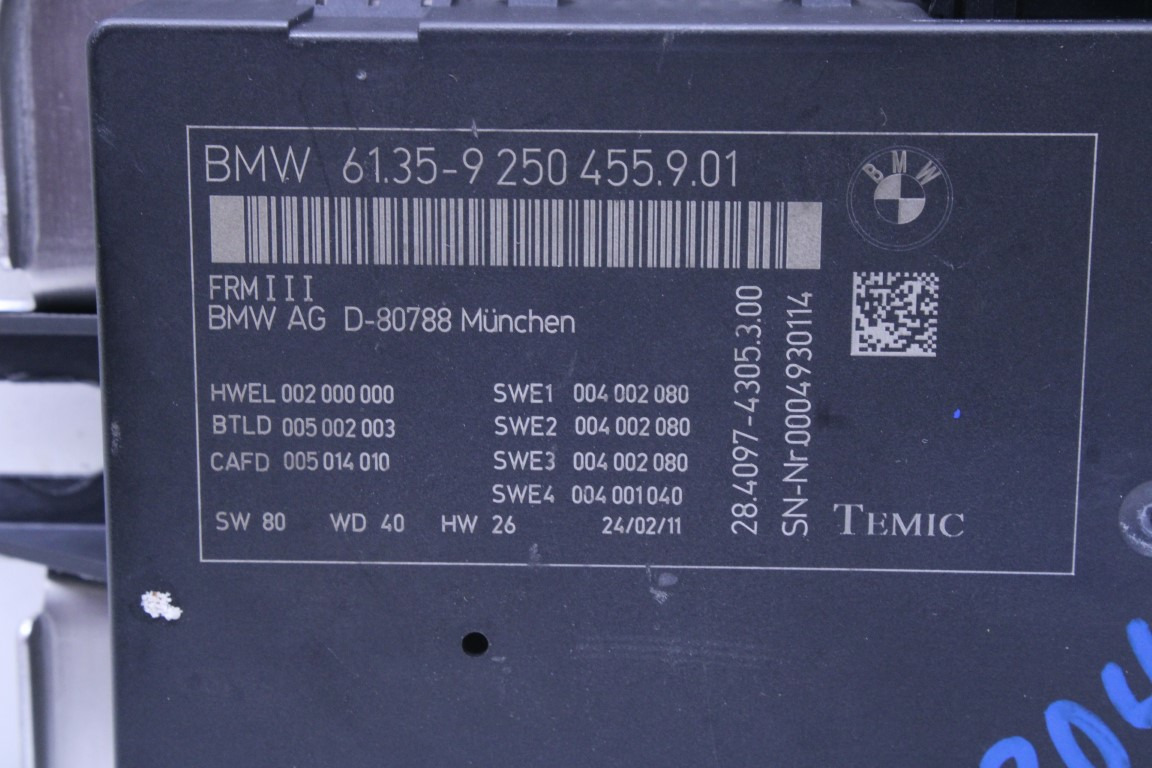 BMW 61.35-9 250 455.9.01
BMW
FRM III
BMW AG D-80788 München
HWEL 002 000 000
BTLD 005 002 003
CAFD 005 014 010
SWE1 004 002 080
SWE2 004 002 080
SWE3 004 002 080
SWE4 004 001 040
SW 80 WD 40 HW 26 24/02/11
28.4097-4305.3.00
SN-Nr.0004930114
TEMIC